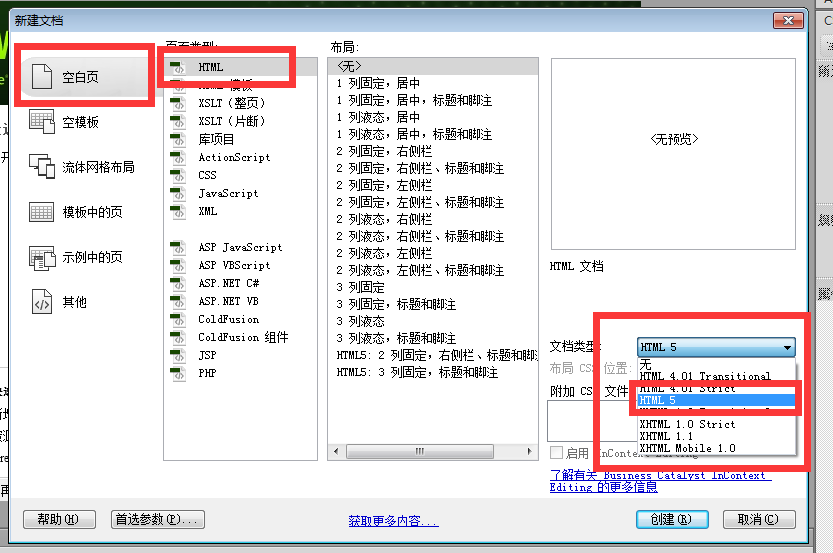 新建文档
空白页
空模板
流体网格布局
模板中的页
示例中的页
其他
页面类型:
HTML
HTML 模板
XSLT（整页）
XSLT（片断）
库项目
ActionScript
CSS
JavaScript
XML
ASP JavaScript
ASP VBScript
ASP.NET C#
ASP.NET VB
ColdFusion
ColdFusion 组件
JSP
PHP
布局:
<无>
1 列固定，居中
1 列固定，居中，标题和脚注
1 列液态，居中
1 列液态，居中，标题和脚注
2 列固定，右侧栏
2 列固定，右侧栏、标题和脚注
2 列固定，左侧栏
2 列固定，左侧栏、标题和脚注
2 列液态，右侧栏
2 列液态，右侧栏、标题和脚注
2 列液态，左侧栏
2 列液态，左侧栏、标题和脚注
3 列固定
3 列固定，标题和脚注
3 列液态
3 列液态，标题和脚注
HTML5: 2 列固定，右侧栏、标题和脚
HTML5: 3 列固定，标题和脚注
<无预览>
HTML 文档
文档类型: HTML 5
布局 CSS 位置:
附加 CSS 文件
无
HTML 4.01 Transitional
HTML 4.01 Strict
HTML 5
XHTML 1.0 Strict
XHTML 1.1
XHTML Mobile 1.0
启用 InContext Editing
了解有关 Business Catalyst InContext
Editing 的更多信息
帮助(H)
首选参数(P)...
获取更多内容...
创建(R)
取消(C)